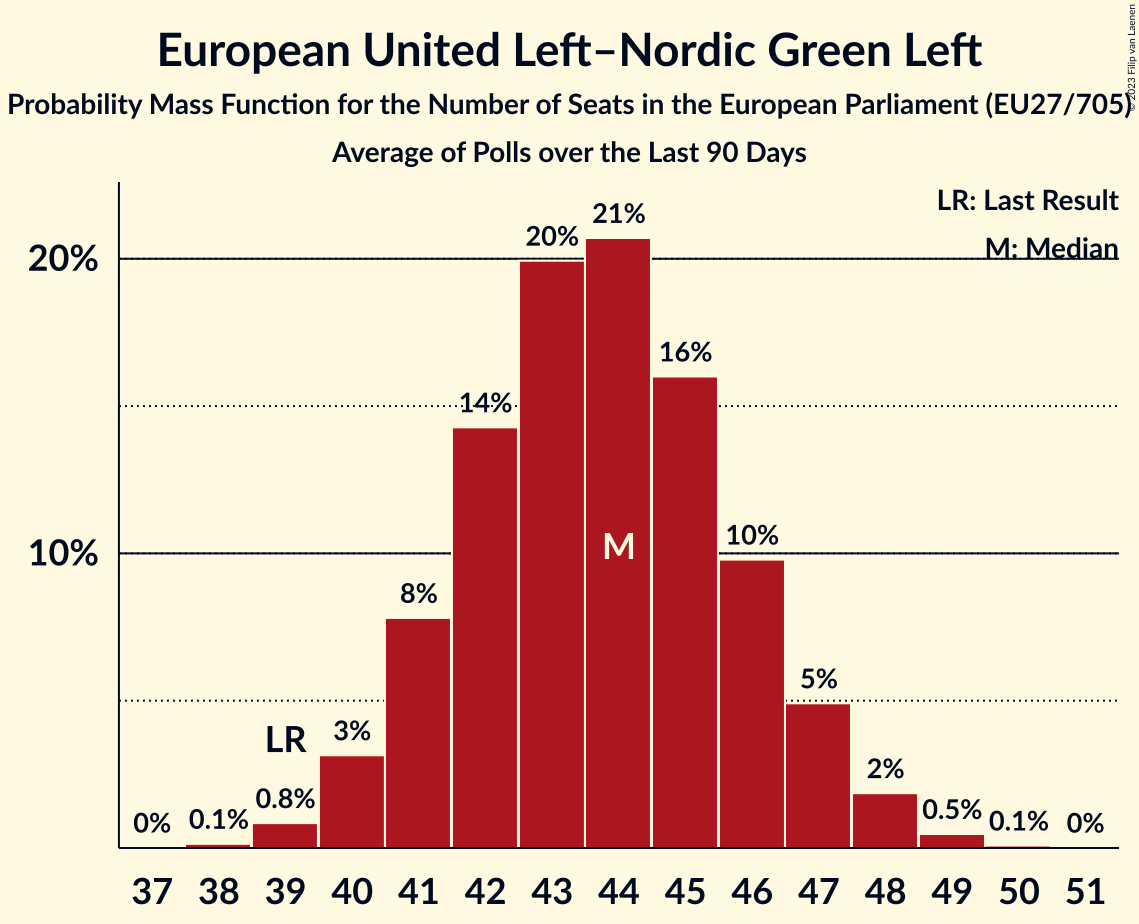 European United Left–Nordic Green Left
Probability Mass Function for the Number of Seats in the European Parliament (EU27/705)
Average of Polls over the Last 90 Days
© 2023 Filip van Laenen
LR: Last Result
M: Median
20%
10%
0%
0.1%
0.8%
LR
3%
8%
14%
20%
21%
M
16%
10%
5%
2%
0.5%
0.1%
0%
37 38 39 40 41 42 43 44 45 46 47 48 49 50 51